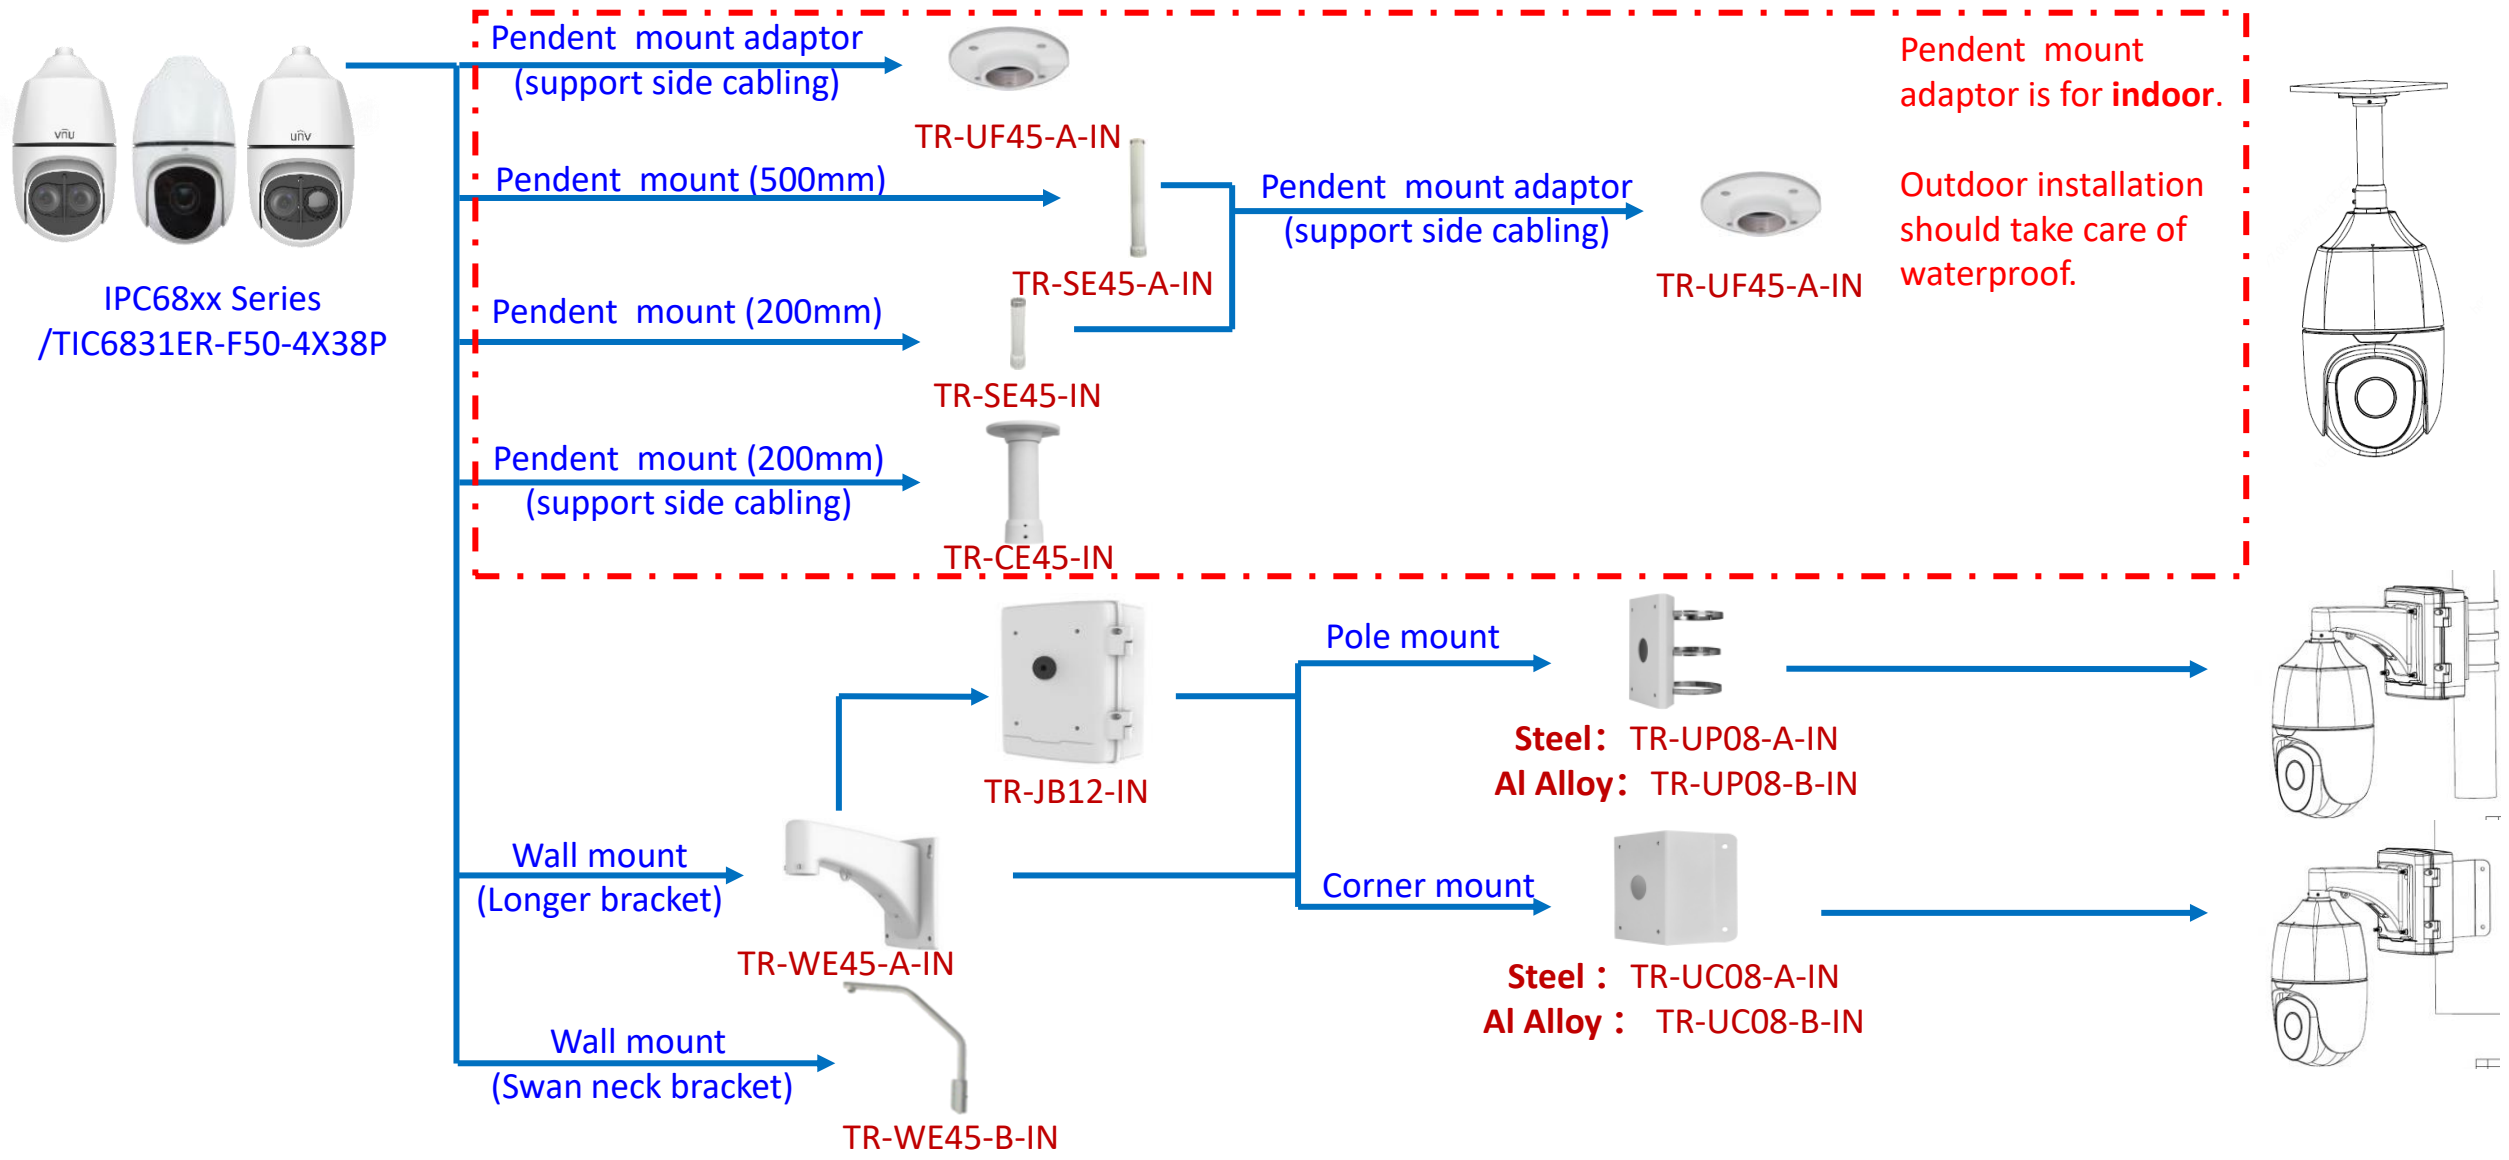 Pendent mount adaptor
(support side cabling)
TR-UF45-A-IN
Pendent mount
adaptor is for indoor.
Outdoor installation
should take care of
waterproof.
unv
IPC68xx Series
/TIC6831ER-F50-4X38P
Pendent mount (500mm)
TR-SE45-A-IN
Pendent mount adaptor
(support side cabling)
TR-UF45-A-IN
Pendent mount (200mm)
TR-SE45-IN
Pendent mount (200mm)
(support side cabling)
TR-CE45-IN
TR-JB12-IN
Pole mount
Steel: TR-UP08-A-IN
Al Alloy: TR-UP08-B-IN
Wall mount
(Longer bracket)
TR-WE45-A-IN
Corner mount
Steel : TR-UC08-A-IN
Al Alloy : TR-UC08-B-IN
Wall mount
(Swan neck bracket)
TR-WE45-B-IN